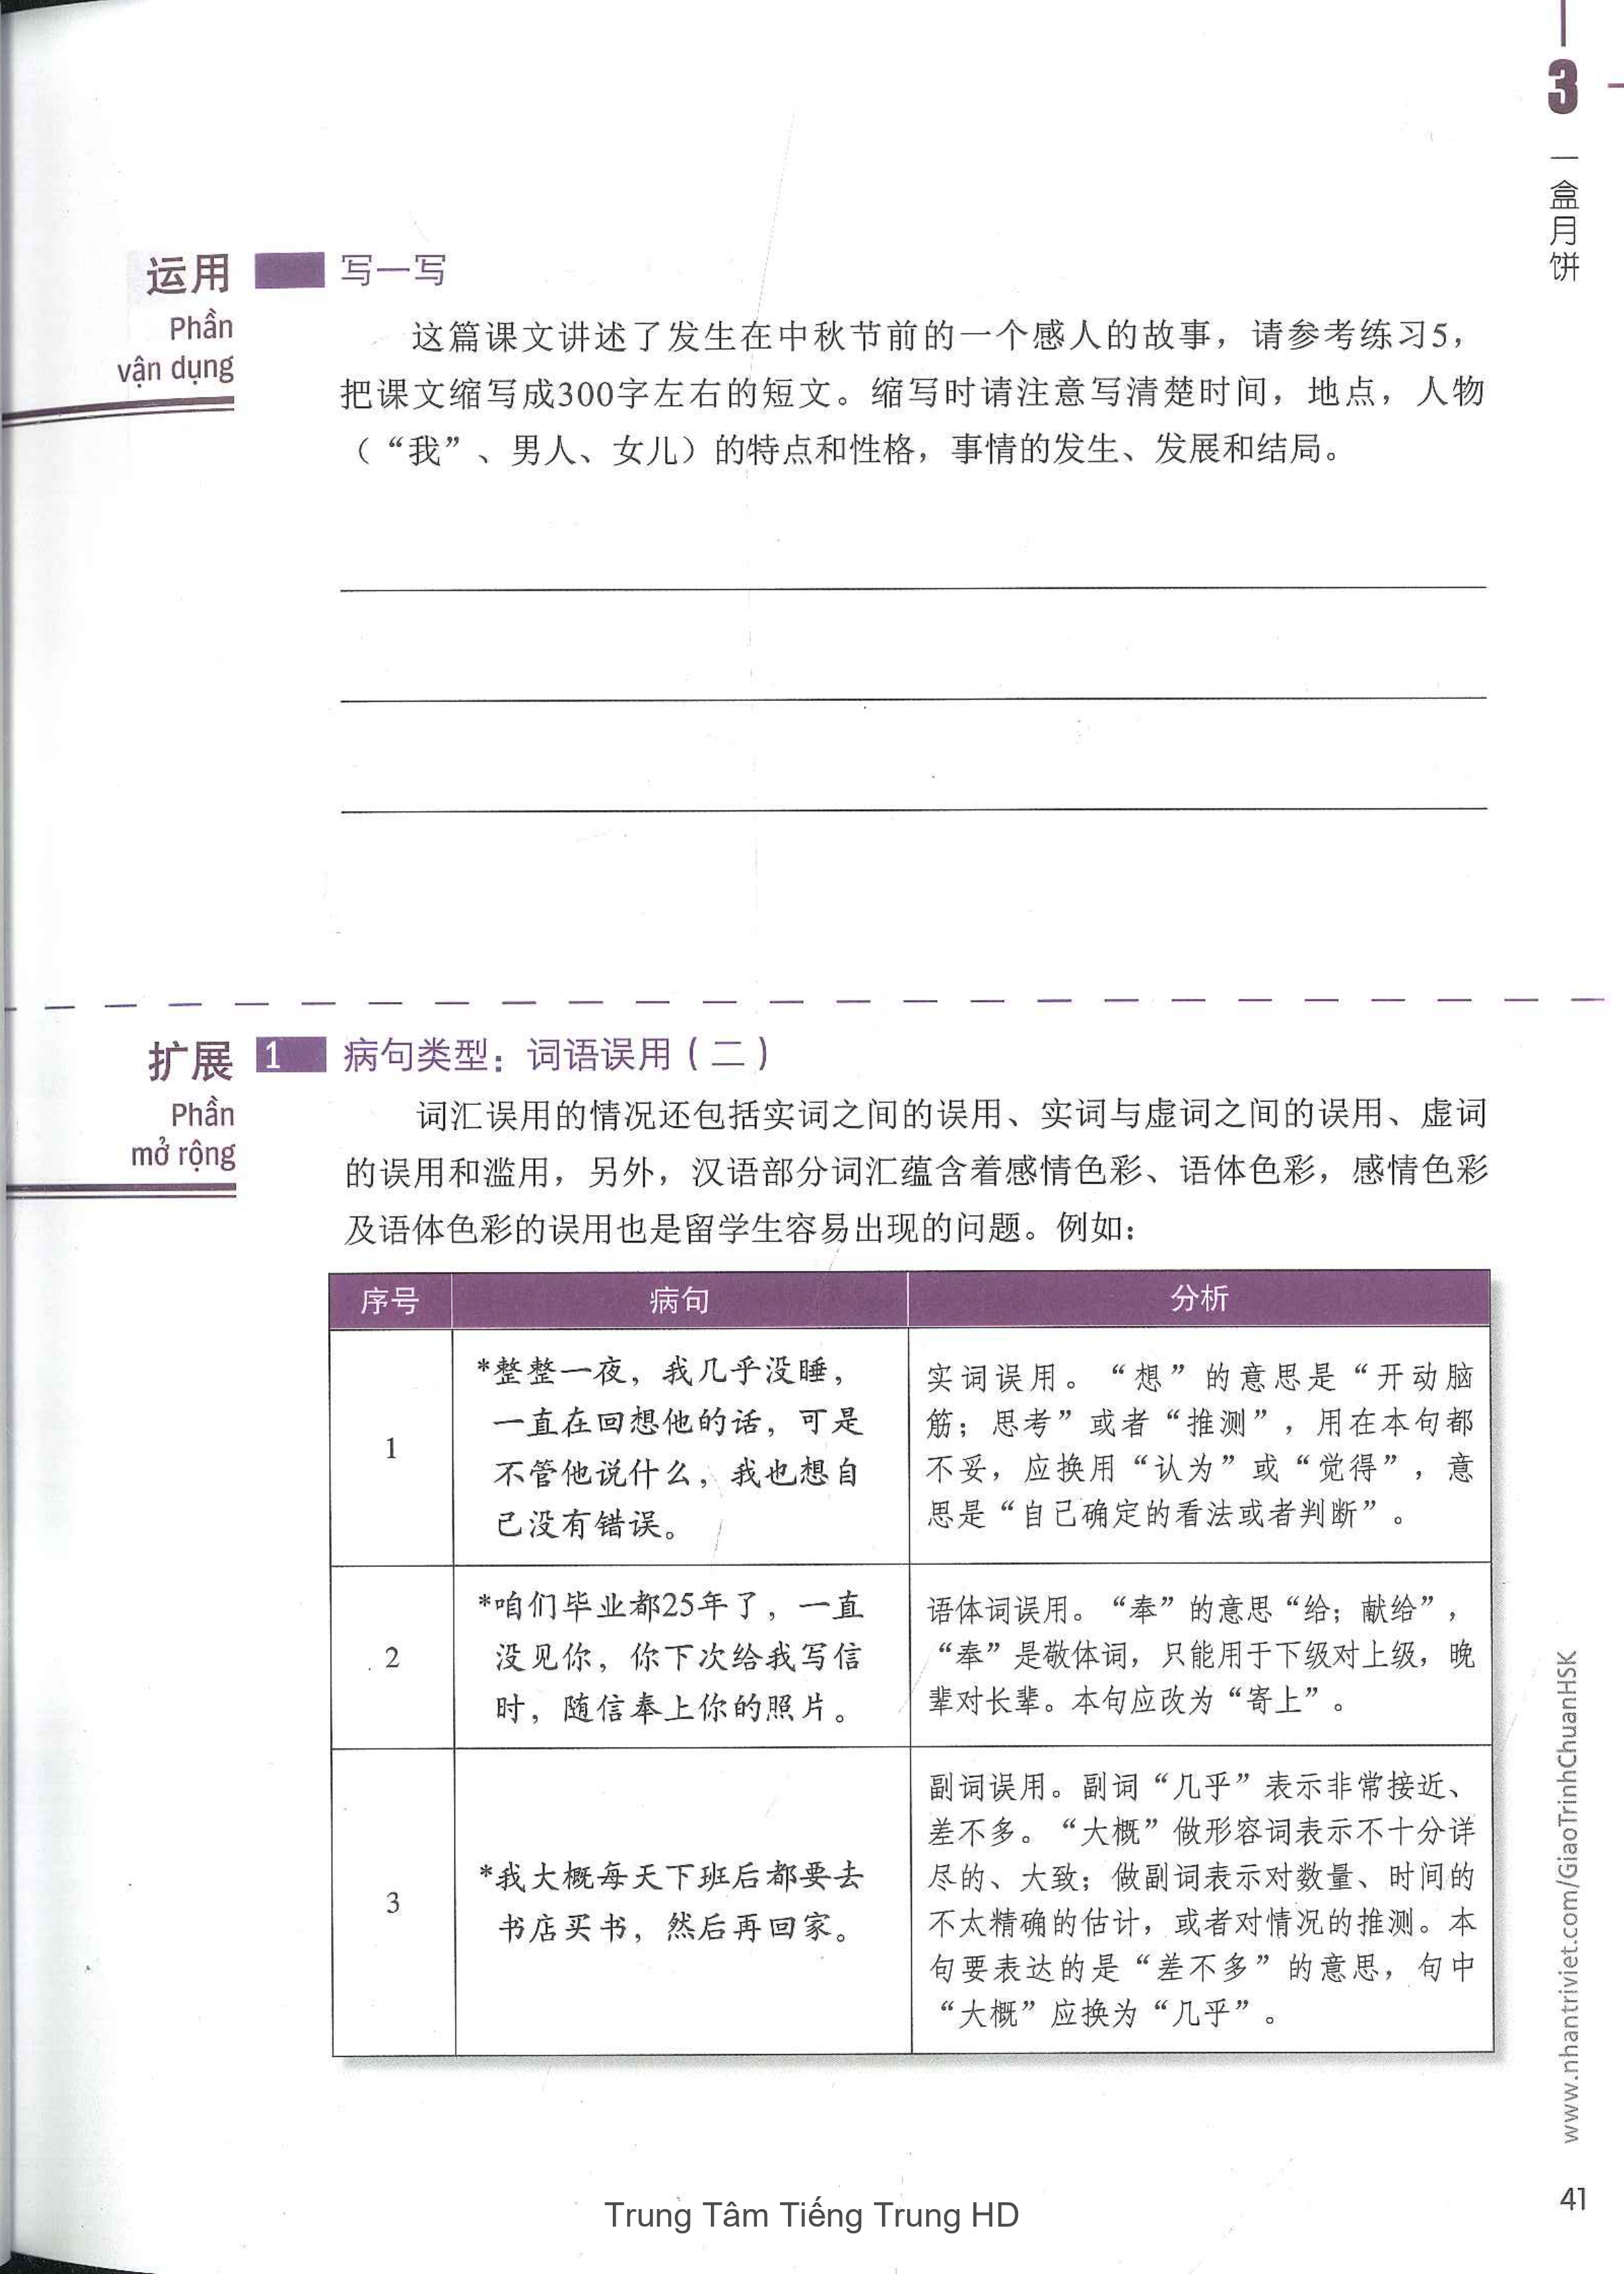 3
一盒月饼
运用
Phần
vận dụng
写一写
这篇课文讲述了发生在中秋节前的一个感人的故事，请参考练习5，
把课文缩写成300字左右的短文。缩写时请注意写清楚时间，地点，人物
（“我”、男人、女儿）的特点和性格，事情的发生、发展和结局。
扩展
Phần
mở rộng
1 病句类型：词语误用（二）
词汇误用的情况还包括实词之间的误用、实词与虚词之间的误用、虚词
的误用和滥用，另外，汉语部分词汇蕴含着感情色彩、语体色彩，感情色彩
及语体色彩的误用也是留学生容易出现的问题。例如：
序号 病句 分析
1
*整整一夜，我几乎没睡，
一直在回想他的话，可是
不管他说什么，我也想自
己没有错误。
实词误用。“想”的意思是“开动脑
筋；思考”或者“推测”，用在本句都
不妥，应换用“认为”或“觉得”，意
思是“自己确定的看法或者判断”。
2
*咱们毕业都25年了，一直
没见你，你下次给我写信
时，随信奉上你的照片。
语体词误用。“奉”的意思“给；献给”，
“奉”是敬体词，只能用于下级对上级，晚
辈对长辈。本句应改为“寄上”。
3
*我大概每天下班后都要去
书店买书，然后再回家。
副词误用。副词“几乎”表示非常接近、
差不多。“大概”做形容词表示不十分详
尽的、大致；做副词表示对数量、时间的
不太精确的估计，或者对情况的推测。本
句要表达的是“差不多”的意思，句中
“大概”应换为“几乎”。
www.nhantriviet.com/GiaoTrinhChuanHSK
41
Trung Tâm Tiếng Trung HD